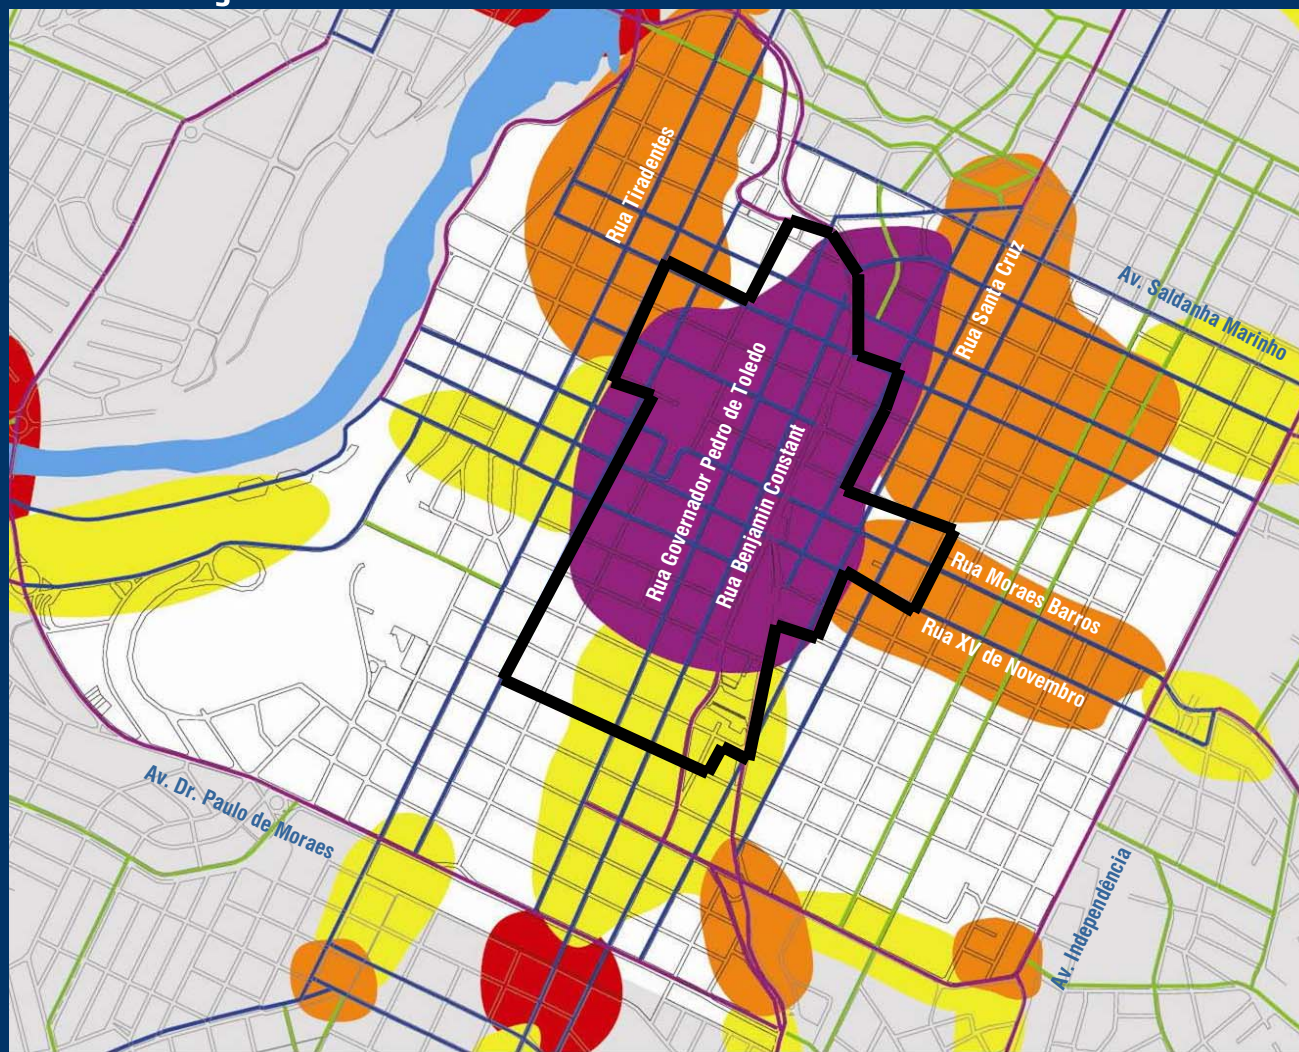 Rua Tiradentes
Rua Santa Cruz
Av. Saldanha Marinho
Rua Governador Pedro de Toledo
Rua Benjamin Constant
Rua Moraes Barros
Rua XV de Novembro
Av. Dr. Paulo de Moraes
Av. Independência